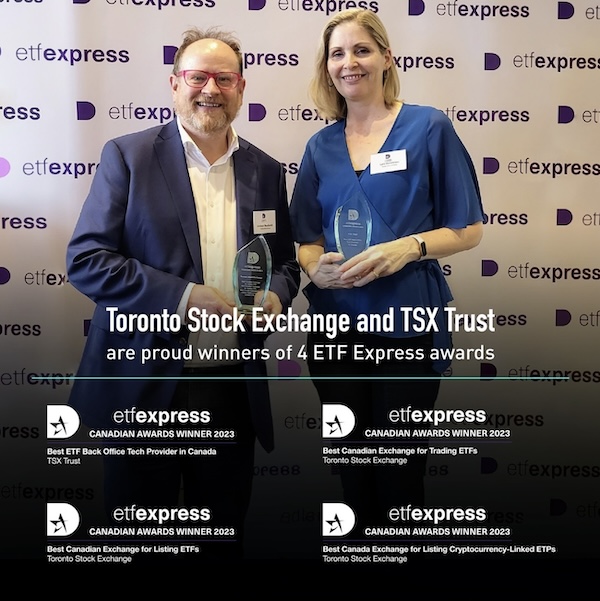 etfexpress
Toronto Stock Exchange and TSX Trust
are proud winners of 4 ETF Express awards
etfexpress
CANADIAN AWARDS WINNER 2023
Best ETF Back Office Tech Provider in Canada
TSX Trust
etfexpress
CANADIAN AWARDS WINNER 2023
Best Canadian Exchange for Trading ETFs
Toronto Stock Exchange
etfexpress
CANADIAN AWARDS WINNER 2023
Best Canadian Exchange for Listing ETFs
Toronto Stock Exchange
etfexpress
CANADIAN AWARDS WINNER 2023
Best Canada Exchange for Listing Cryptocurrency-Linked ETPs
Toronto Stock Exchange